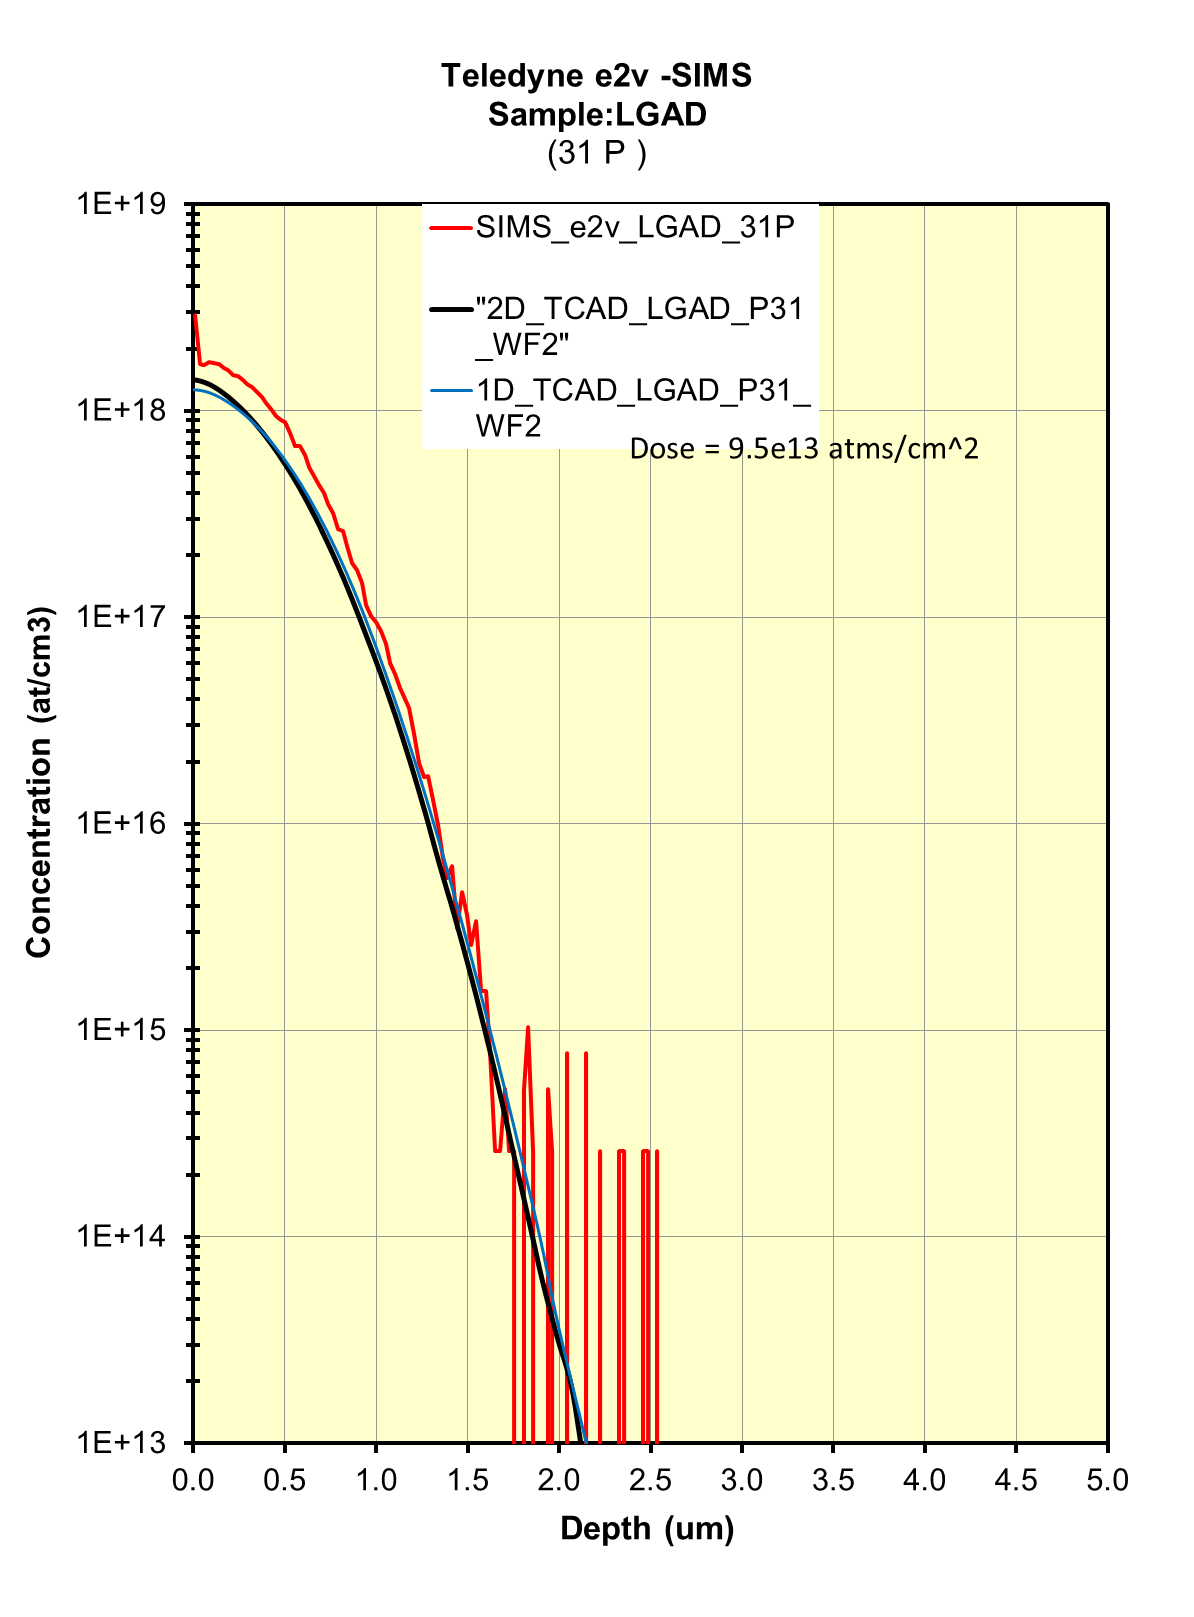 Teledyne e2v -SIMS
Sample:LGAD
(31 P )
1E+19
SIMS_e2v_LGAD_31P
"2D_TCAD_LGAD_P31
_WF2"
1D_TCAD_LGAD_P31_
WF2
1E+18
Dose = 9.5e13 atms/cm^2
1E+17
1E+16
1E+15
1E+14
1E+13
Concentration (at/cm3)
0.0 0.5 1.0 1.5 2.0 2.5 3.0 3.5 4.0 4.5 5.0
Depth (um)